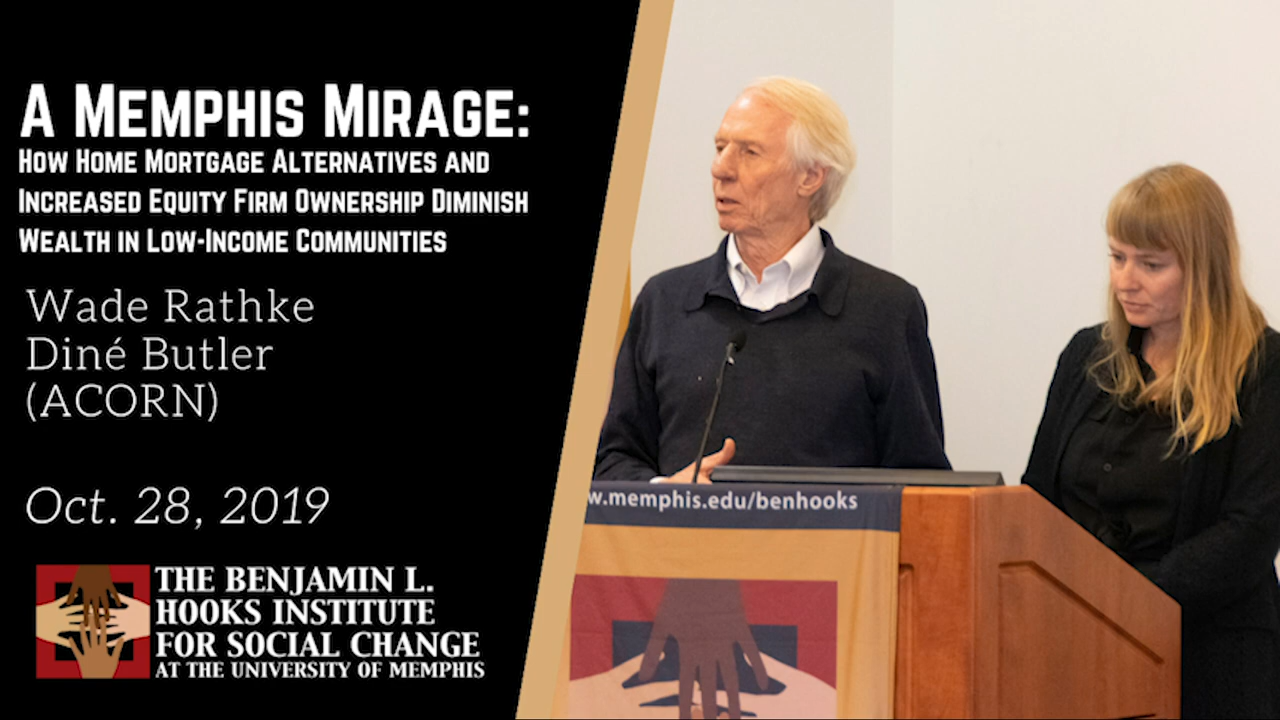 A Memphis Mirage:
How Home Mortgage Alternatives and
Increased Equity Firm Ownership Diminish
Wealth in Low-Income Communities
Wade Rathke
Diné Butler
(ACORN)
Oct. 28, 2019
THE BENJAMIN L.
HOOKS INSTITUTE
FOR SOCIAL CHANGE
AT THE UNIVERSITY OF MEMPHIS
w.memphis.edu/benhooks